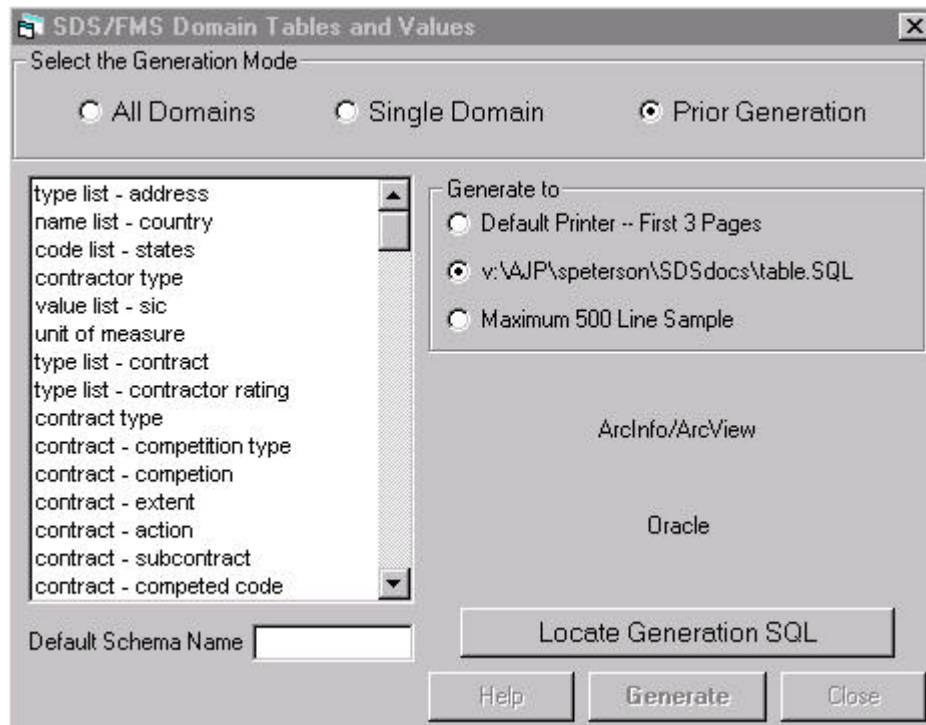 SDS/FMS Domain Tables and Values
Select the Generation Mode
All Domains
Single Domain
Prior Generation
type list - address
name list - country
code list - states
contractor type
value list - sic
unit of measure
type list - contract
type list - contractor rating
contract type
contract - competition type
contract - competion
contract - extent
contract - action
contract - subcontract
contract - competed code
Default Schema Name
Generate to
Default Printer -- First 3 Pages
v:\AJP\speterson\SDSdocs\table.SQL
Maximum 500 Line Sample
ArcInfo/ArcView
Oracle
Locate Generation SQL
Help
Generate
Close